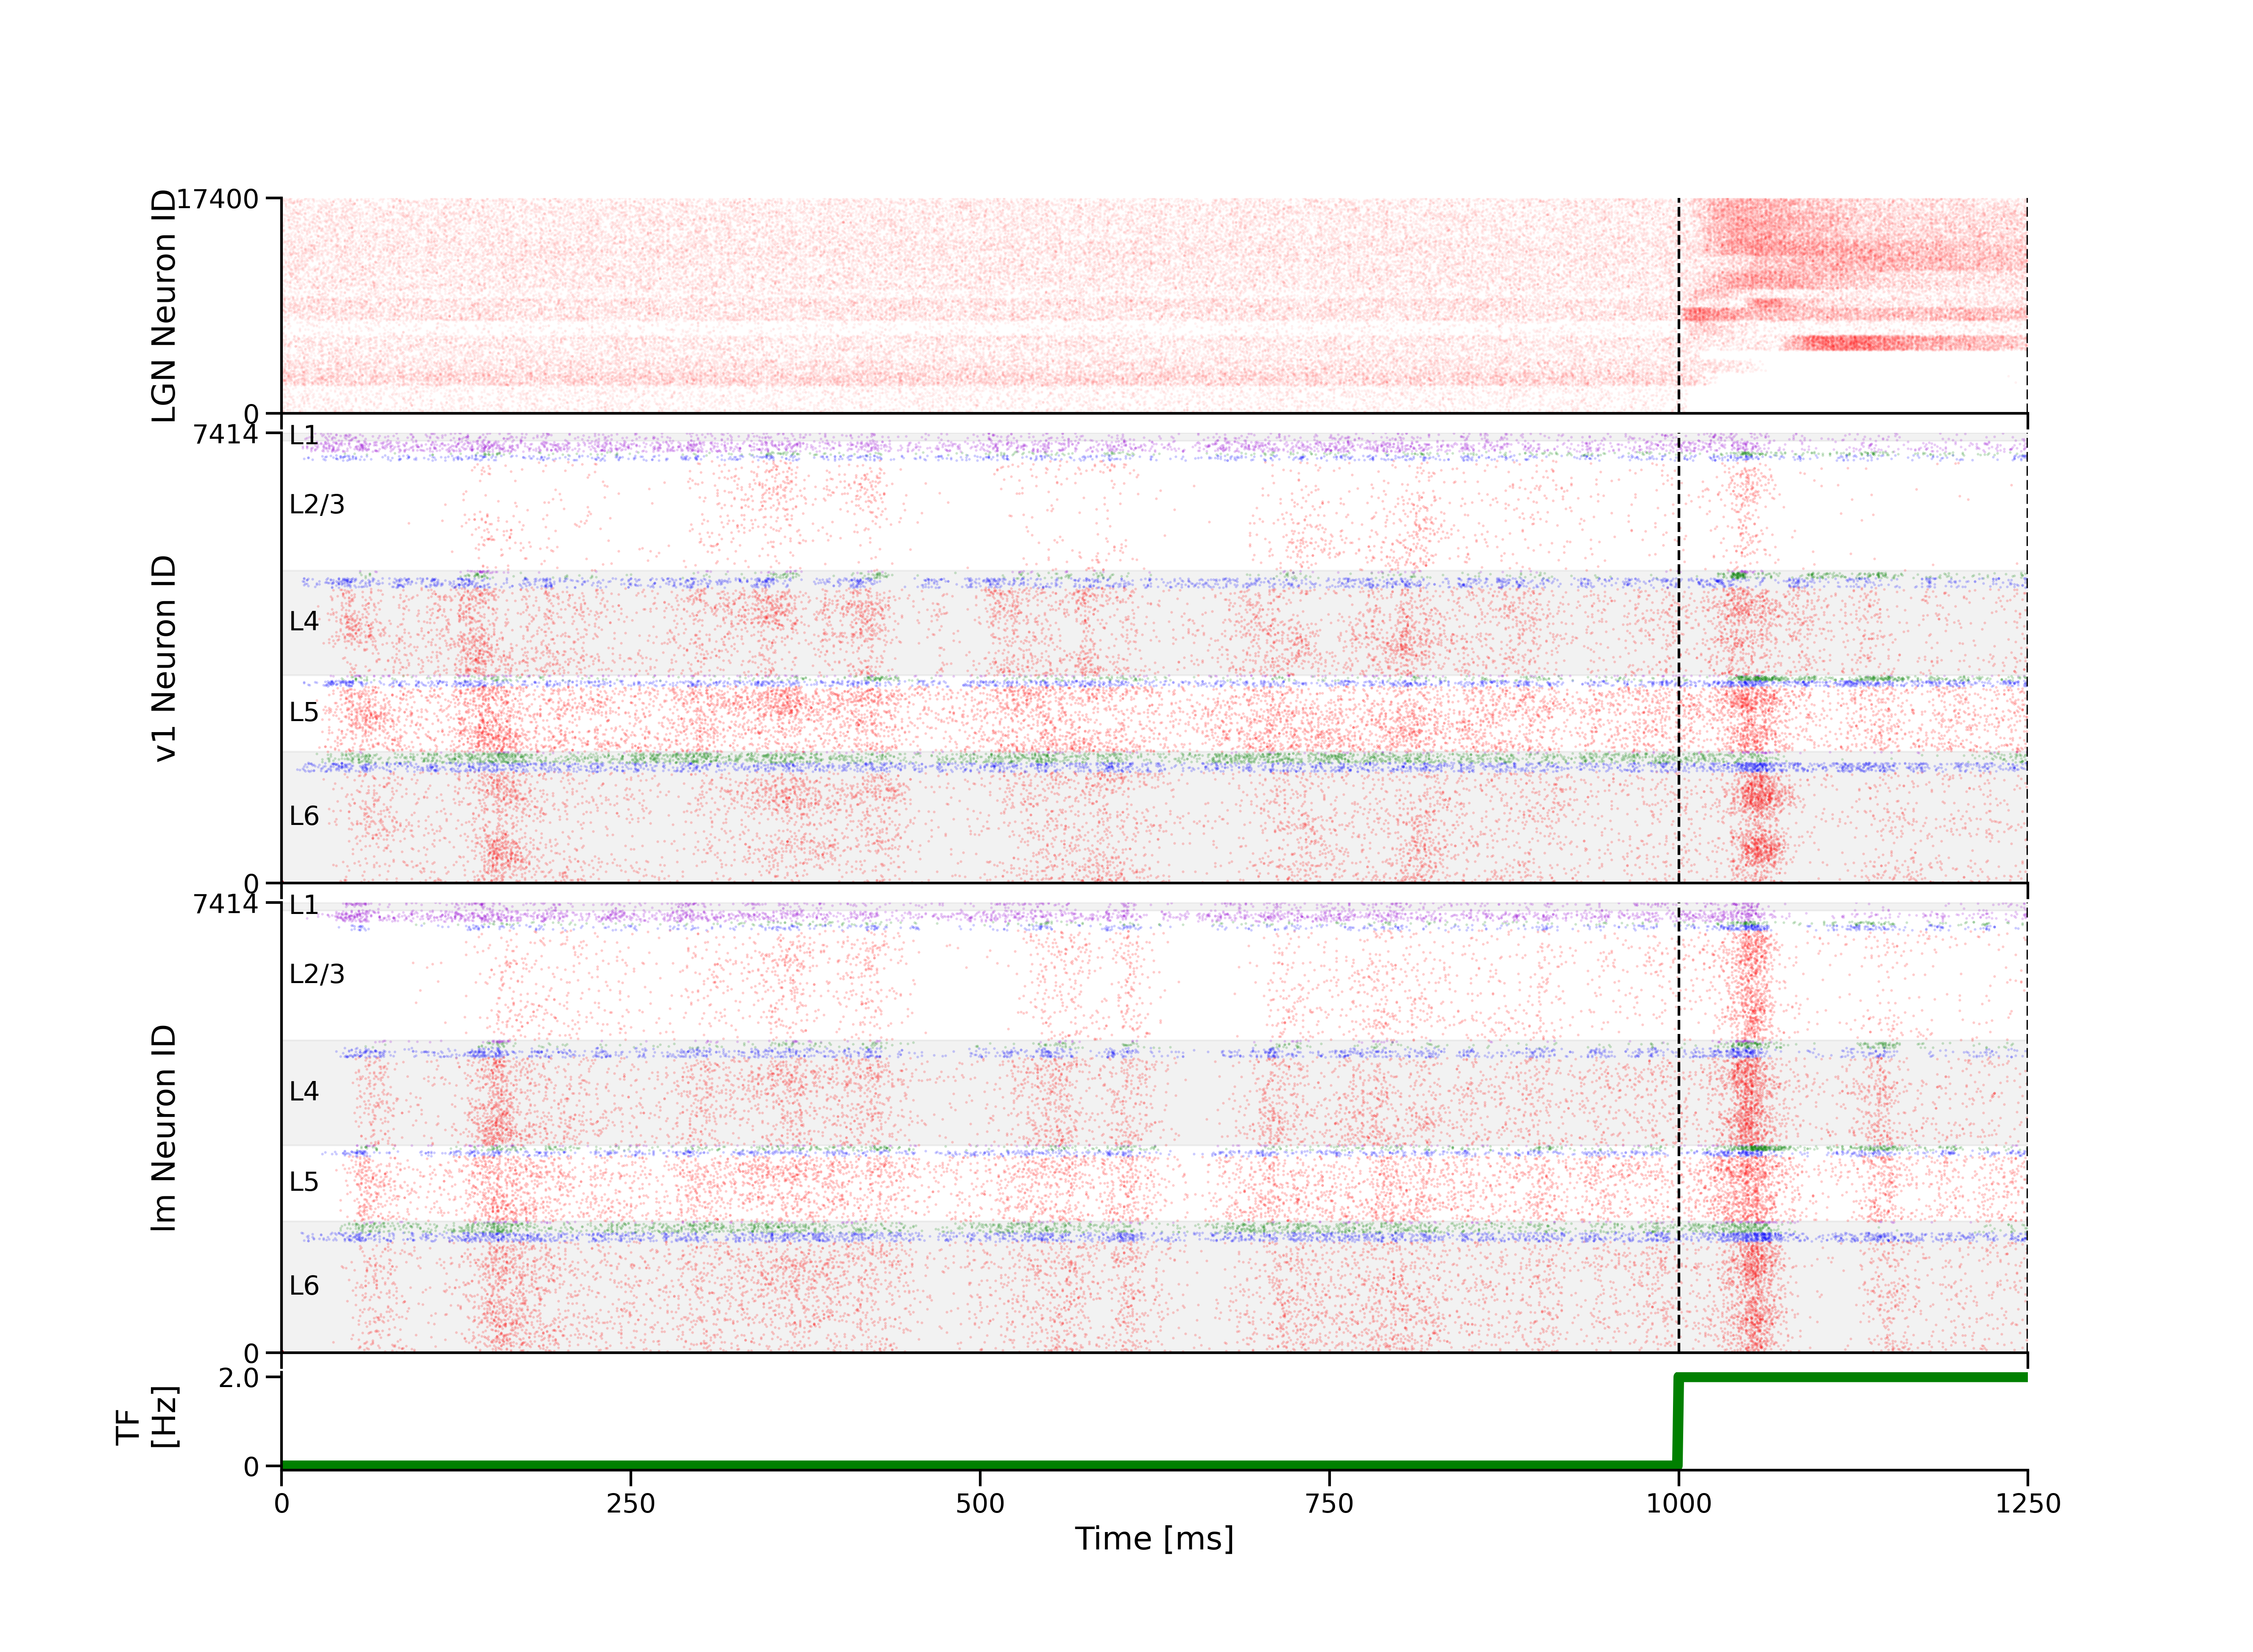 LGN Neuron ID
17400
0
v1 Neuron ID
7414
L1
L2/3
L4
L5
L6
0
lm Neuron ID
7414
L1
L2/3
L4
L5
L6
0
TF
[Hz]
2.0
0
0 250 500 750 1000 1250
Time [ms]